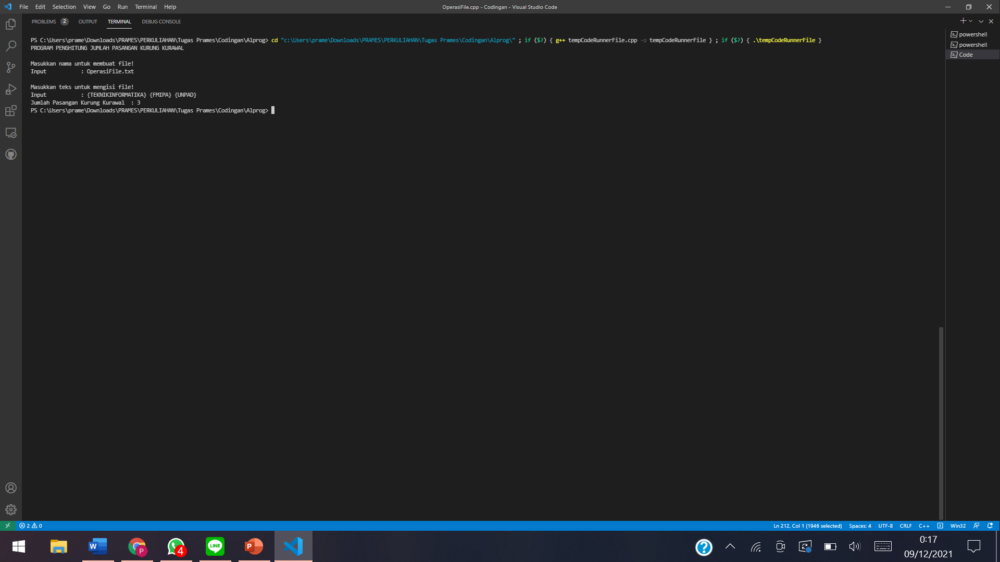 File Edit Selection View Go Run Terminal Help
OperasiFile.cpp - Codingan - Visual Studio Code
PROBLEMS 2 OUTPUT TERMINAL DEBUG CONSOLE
PS C:\Users\prame\Downloads\PRAMES\PERKULIAHAN\Tugas Prames\Codingan\Alprog> cd "c:\Users\prame\Downloads\PRAMES\PERKULIAHAN\Tugas Prames\Codingan\Alprog\" ; if ($?) { g++ tempCodeRunnerFile.cpp -o tempCodeRunnerFile } ; if ($?) { .\tempCodeRunnerFile }
PROGRAM PENGHITUNG JUMLAH PASANGAN KURUNG KURAWAL
Masukkan nama untuk membuat file!
Input : OperasiFile.txt
Masukkan teks untuk mengisi file!
Input : {TEKNIKINFORMATIKA} {FMIPA} {UNPAD}
Jumlah Pasangan Kurung Kurawal : 3
PS C:\Users\prame\Downloads\PRAMES\PERKULIAHAN\Tugas Prames\Codingan\Alprog>
powershell
powershell
Code
2 0
Ln 212, Col 1 (1946 selected) Spaces: 4 UTF-8 CRLF C++ Win32
W
P
4
LINE
P
?
0:17
09/12/2021